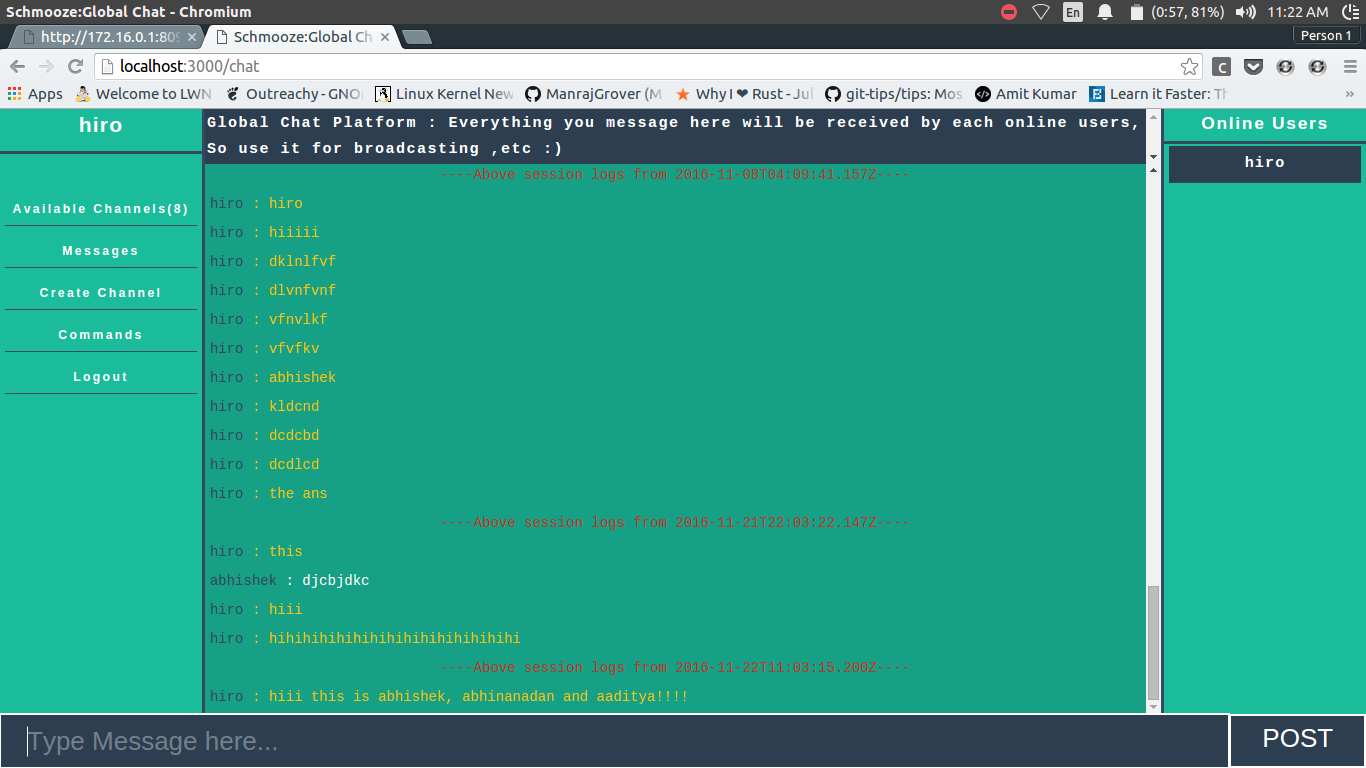 Schmooze:Global Chat - Chromium
En
(0:57, 81%)
11:22 AM
http://172.16.0.1:809
Schmooze:Global Ch
Person 1
localhost:3000/chat
C
Apps
Welcome to LWN
Outreachy - GNO
Linux Kernel New
ManrajGrover (M
Why I ❤ Rust - Jul
git-tips/tips: Mos
Amit Kumar
Learn it Faster: Th
»
hiro
Available Channels(8)
Messages
Create Channel
Commands
Logout
Global Chat Platform : Everything you message here will be received by each online users,
So use it for broadcasting ,etc :)
----Above session logs from 2016-11-08T04:09:41.157Z----
hiro : hiro
hiro : hiiiii
hiro : dklnlfvf
hiro : dlvnfvnf
hiro : vfnvlkf
hiro : vfvfkv
hiro : abhishek
hiro : kldcnd
hiro : dcdcbd
hiro : dcdlcd
hiro : the ans
----Above session logs from 2016-11-21T22:03:22.147Z----
hiro : this
abhishek : djcbjdkc
hiro : hiii
hiro : hihihihihihihihihihihihihihihi
----Above session logs from 2016-11-22T11:03:15.200Z----
hiro : hiii this is abhishek, abhinanadan and aaditya!!!!
Online Users
hiro
Type Message here...
POST